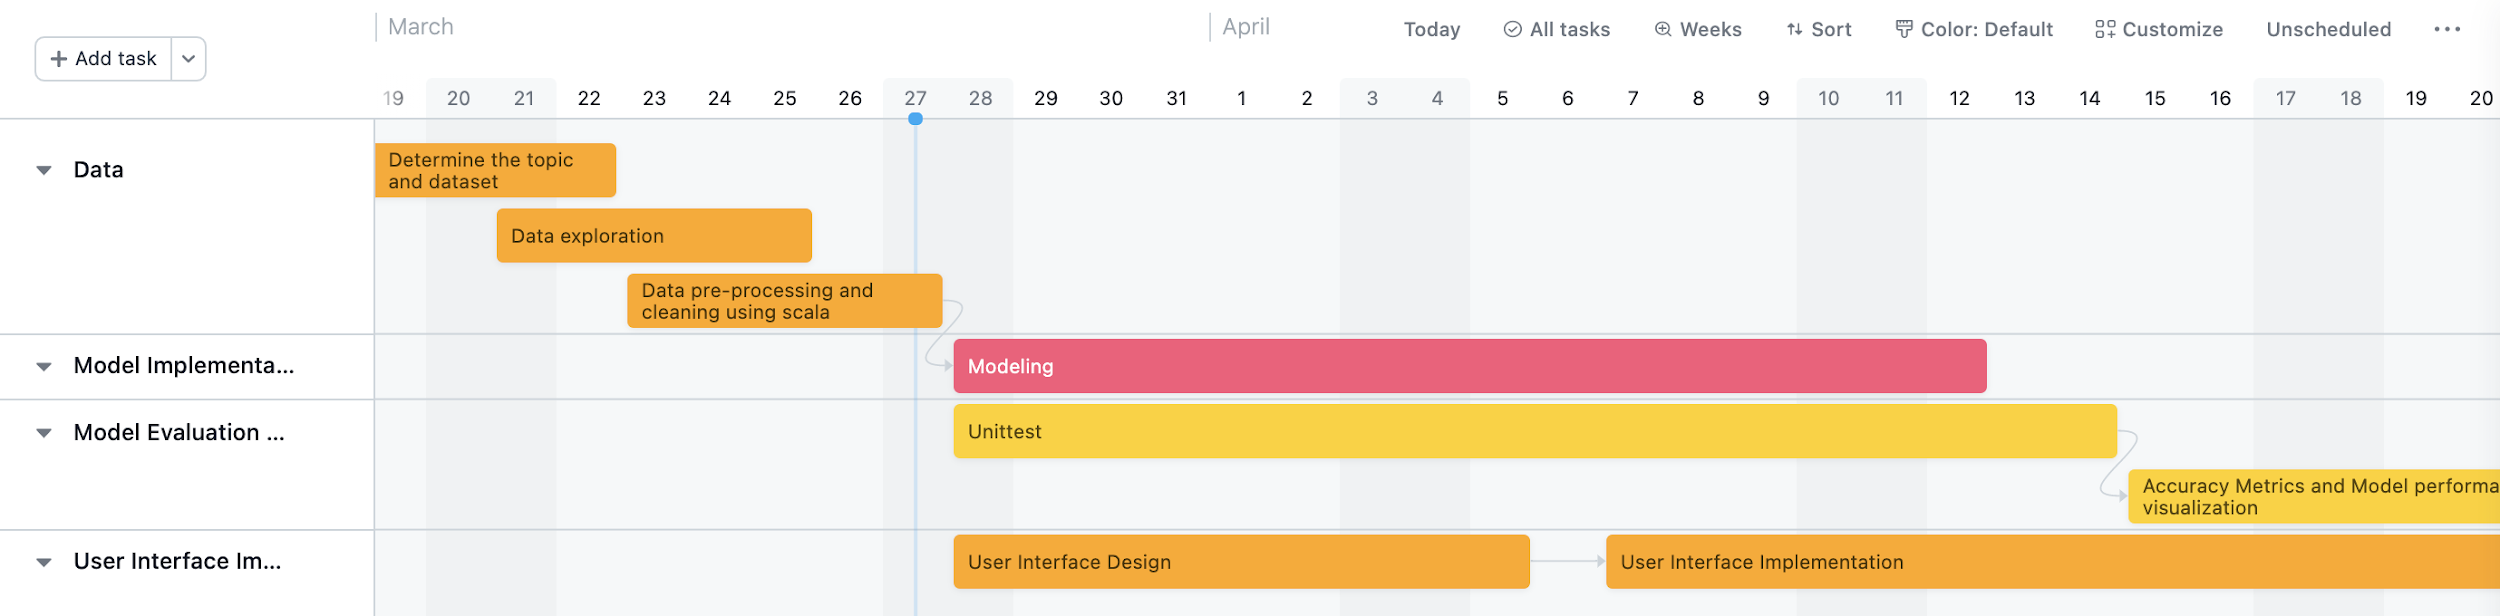 March
April
Today
All tasks
Weeks
Sort
Color: Default
Customize
Unscheduled
Add task
19 20 21 22 23 24 25 26 27 28 29 30 31 1 2 3 4 5 6 7 8 9 10 11 12 13 14 15 16 17 18 19 20
Data
Determine the topic
and dataset
Data exploration
Data pre-processing and
cleaning using scala
Model Implementa...
Modeling
Model Evaluation ...
Unittest
Accuracy Metrics and Model performa
visualization
User Interface Im...
User Interface Design
User Interface Implementation